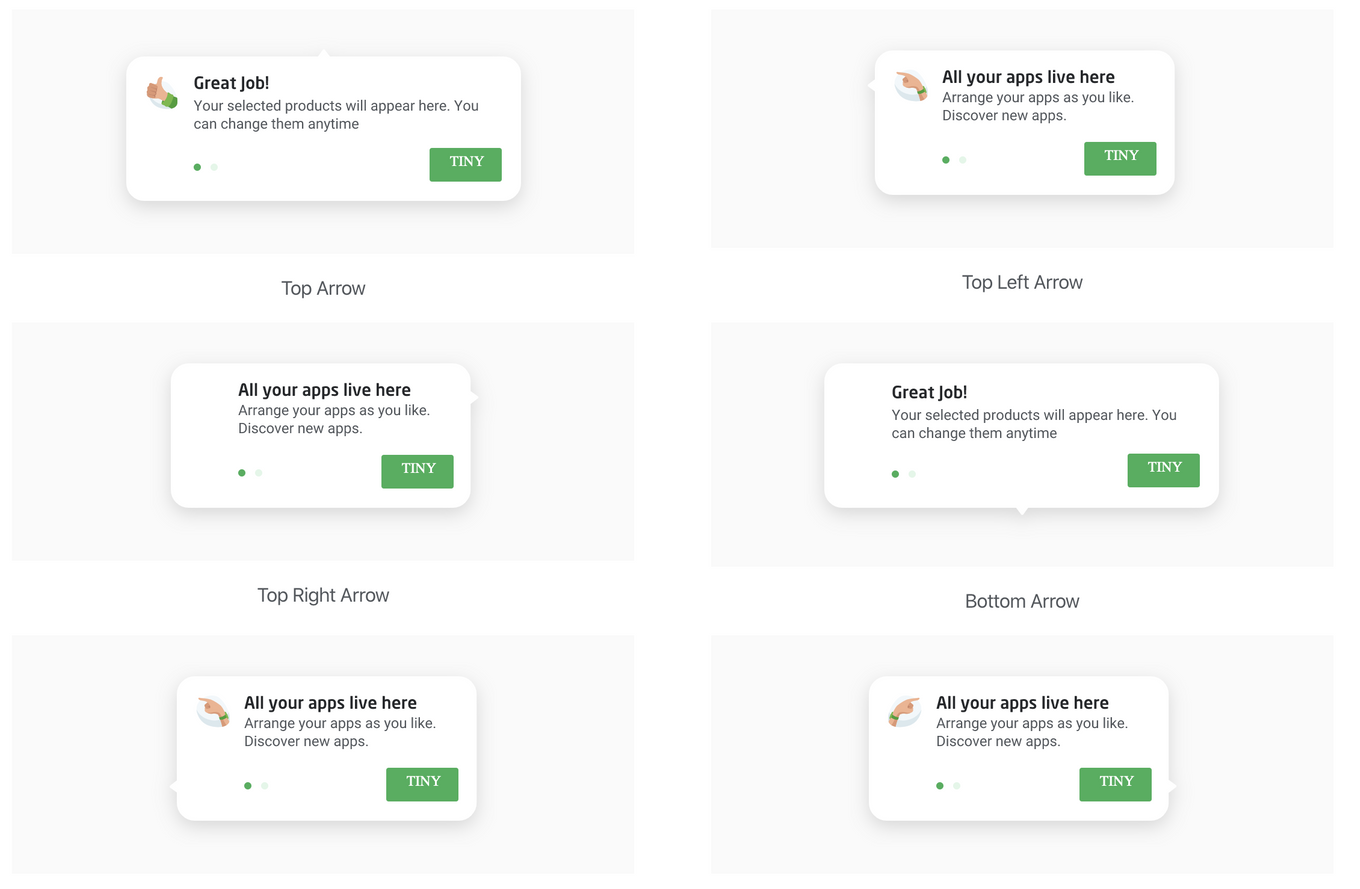 Great Job!
Your selected products will appear here. You
can change them anytime
TINY
Top Arrow
All your apps live here
Arrange your apps as you like.
Discover new apps.
TINY
Top Left Arrow
All your apps live here
Arrange your apps as you like.
Discover new apps.
TINY
Top Right Arrow
Great Job!
Your selected products will appear here. You
can change them anytime
TINY
Bottom Arrow
All your apps live here
Arrange your apps as you like.
Discover new apps.
TINY
All your apps live here
Arrange your apps as you like.
Discover new apps.
TINY